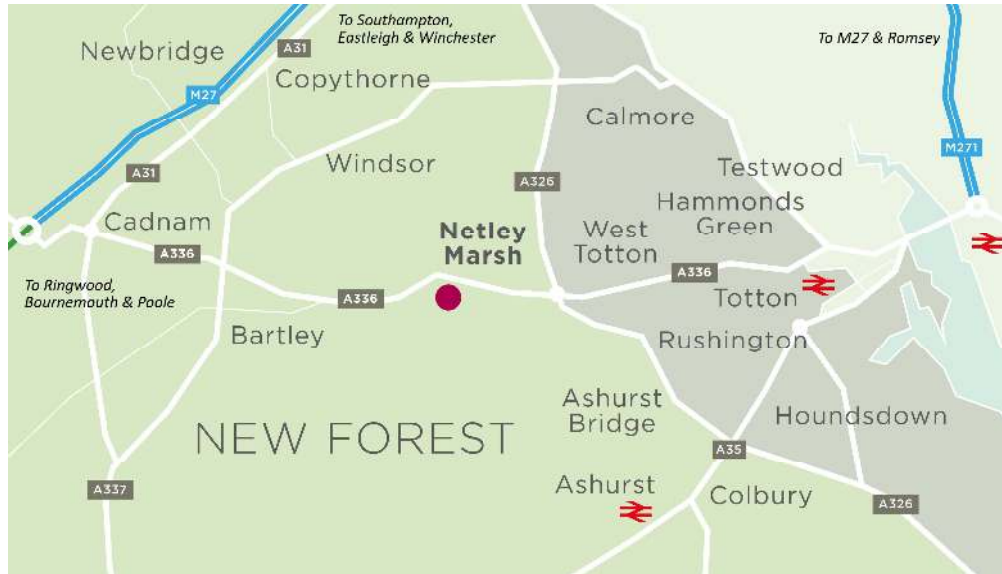 To Southampton,
Eastleigh & Winchester
To M27 & Romsey
Newbridge
A31
Copythorne
M27
Calmore
M271
Windsor
Testwood
A31
A326
Hammonds
Green
Cadnam
Netley
Marsh
West
Totton
A336
A336
To Ringwood,
Bournemouth & Poole
A336
Totton
Bartley
Rushington
Ashurst
Bridge
Houndsdown
NEW FOREST
A35
Ashurst
Colbury
A337
A326